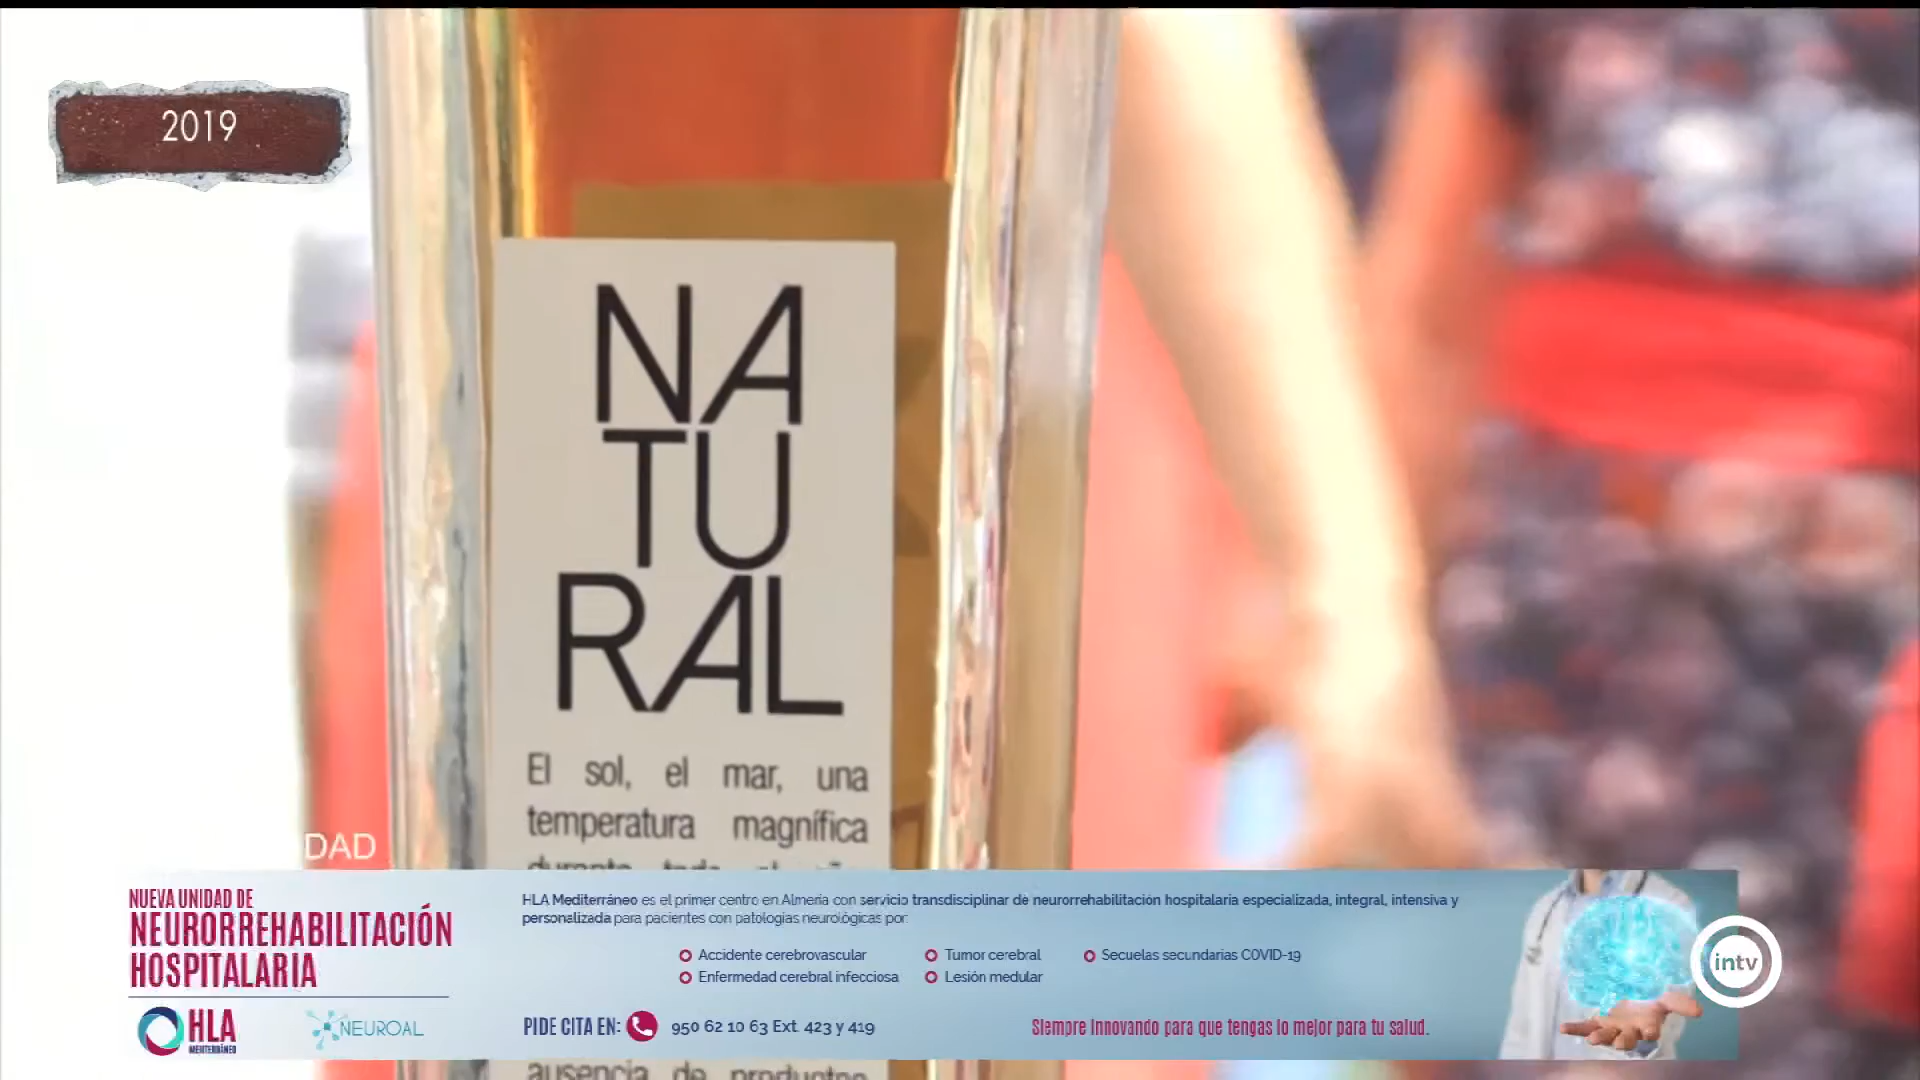 2019
NA
TU
RAL
El sol, el mar, una
temperatura magnífica
DAD
NUEVA UNIDAD DE
NEURORREHABILITACIÓN
HOSPITALARIA
HLA
MEDITERRÁNEO
NEUROAL
HLA Mediterráneo es el primer centro en Almería con servicio transdisciplinar de neurorrehabilitación hospitalaria especializada, integral, intensiva y
personalizada para pacientes con patologías neurológicas por:
Accidente cerebrovascular
Tumor cerebral
Secuelas secundarias COVID-19
Enfermedad cerebral infecciosa
Lesión medular
PIDE CITA EN: 950 62 10 63 Ext. 423 y 419
Siempre innovando para que tengas lo mejor para tu salud.
intv
ausencia de productos